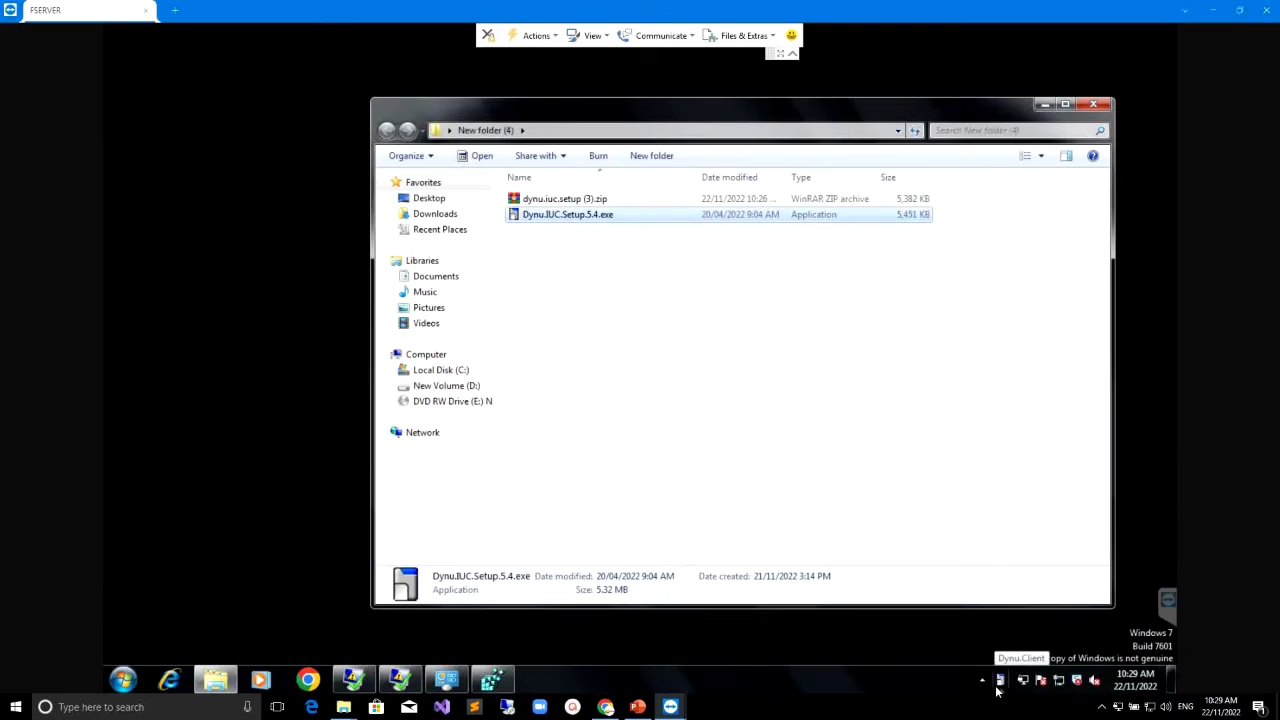 FSERVER
Actions
View
Communicate
Files & Extras
New folder (4)
Search New folder (4)
Organize
Open
Share with
Burn
New folder
Name
Date modified
Type
Size
Favorites
Desktop
Downloads
Recent Places
Libraries
Documents
Music
Pictures
Videos
Computer
Local Disk (C:)
New Volume (D:)
DVD RW Drive (E:) N
Network
dynu.iuc.setup (3).zip 22/11/2022 10:26 ... WinRAR ZIP archive 5,382 KB
Dynu.IUC.Setup.5.4.exe 20/04/2022 9:04 AM Application 5,451 KB
Dynu.IUC.Setup.5.4.exe Date modified: 20/04/2022 9:04 AM Date created: 21/11/2022 3:14 PM
Application Size: 5.32 MB
Windows 7
Build 7601
Dynu.Client opy of Windows is not genuine
10:29 AM
22/11/2022
Type here to search
ENG
10:29 AM
22/11/2022